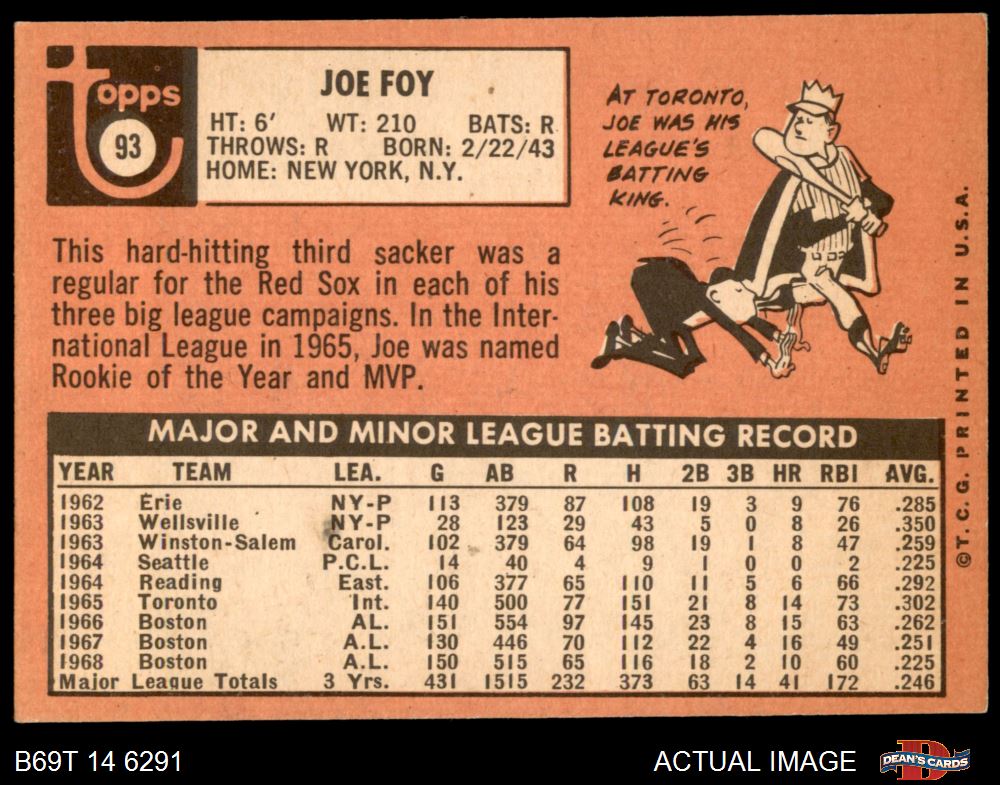 topps
93
JOE FOY
HT: 6' WT: 210 BATS: R
THROWS: R BORN: 2/22/43
HOME: NEW YORK, N.Y.
AT TORONTO,
JOE WAS HIS
LEAGUE'S
BATTING
KING.
This hard-hitting third sacker was a
regular for the Red Sox in each of his
three big league campaigns. In the Inter-
national League in 1965, Joe was named
Rookie of the Year and MVP.
MAJOR AND MINOR LEAGUE BATTING RECORD
YEAR TEAM LEA. G AB R H 2B 3B HR RBI AVG.
1962 Erie NY-P 113 379 87 108 19 3 9 76 .285
1963 Wellsville NY-P 28 123 29 43 5 0 8 26 .350
1963 Winston-Salem Carol. 102 379 64 98 19 1 8 47 .259
1964 Seattle P.C.L. 14 40 4 9 1 0 0 2 .225
1964 Reading East. 106 377 65 110 11 5 6 66 .292
1965 Toronto Int. 140 500 77 151 21 8 14 73 .302
1966 Boston AL. 151 554 97 145 23 8 15 63 .262
1967 Boston A.L. 130 446 70 112 22 4 16 49 .251
1968 Boston A.L. 150 515 65 116 18 2 10 60 .225
Major League Totals 3 Yrs. 431 1515 232 373 63 14 41 172 .246
©T.C.G. PRINTED IN U.S.A.
B69T 14 6291 ACTUAL IMAGE
DEAN'S CARDS